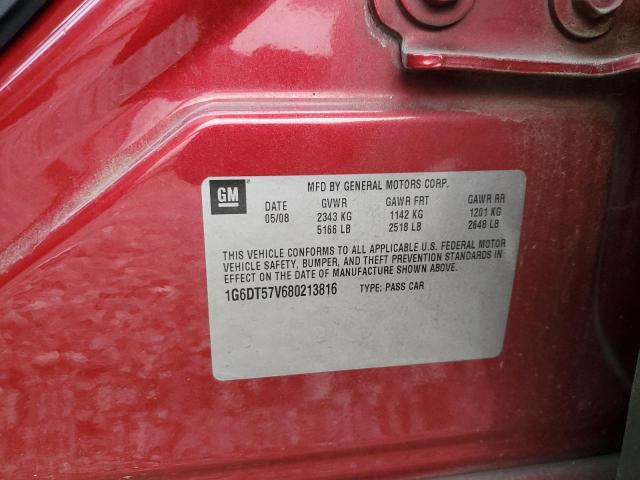 GM
MFD BY GENERAL MOTORS CORP.
DATE GVWR GAWR FRT GAWR RR
05/08 2343 KG 1142 KG 1201 KG
5166 LB 2518 LB 2648 LB
THIS VEHICLE CONFORMS TO ALL APPLICABLE U.S. FEDERAL MOTOR
VEHICLE SAFETY, BUMPER, AND THEFT PREVENTION STANDARDS IN
EFFECT ON THE DATE OF MANUFACTURE SHOWN ABOVE.
1G6DT57V680213816 TYPE: PASS CAR